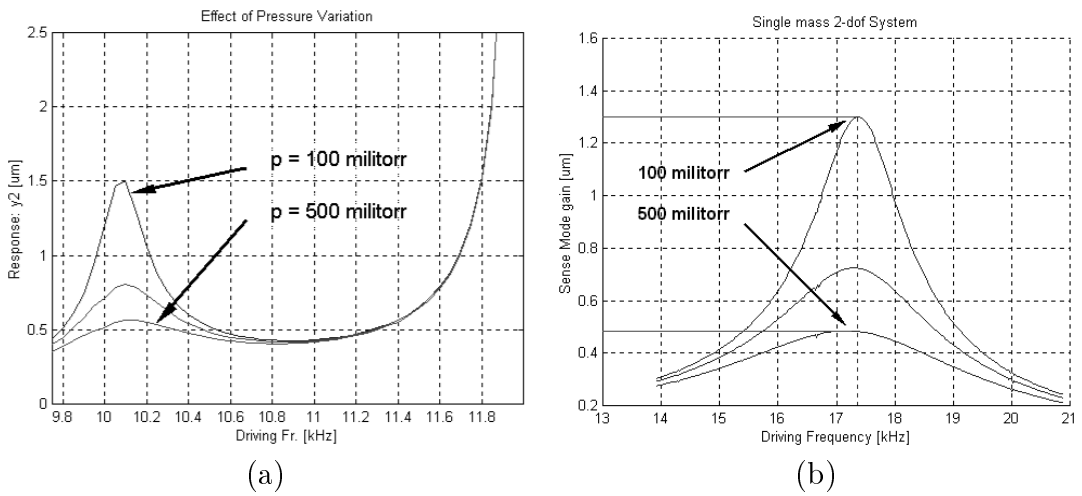 Effect of Pressure Variation
2.5
2
1.5
1
0.5
0
Response: y2 [um]
p = 100 militorr
p = 500 militorr
9.8 10 10.2 10.4 10.6 10.8 11 11.2 11.4 11.6 11.8
Driving Fr. [kHz]
(a)
Single mass 2-dof System
1.6
1.4
1.2
1
0.8
0.6
0.4
0.2
Sense Mode gain [um]
100 militorr
500 militorr
13 14 15 16 17 18 19 20 21
Driving Frequency [kHz]
(b)